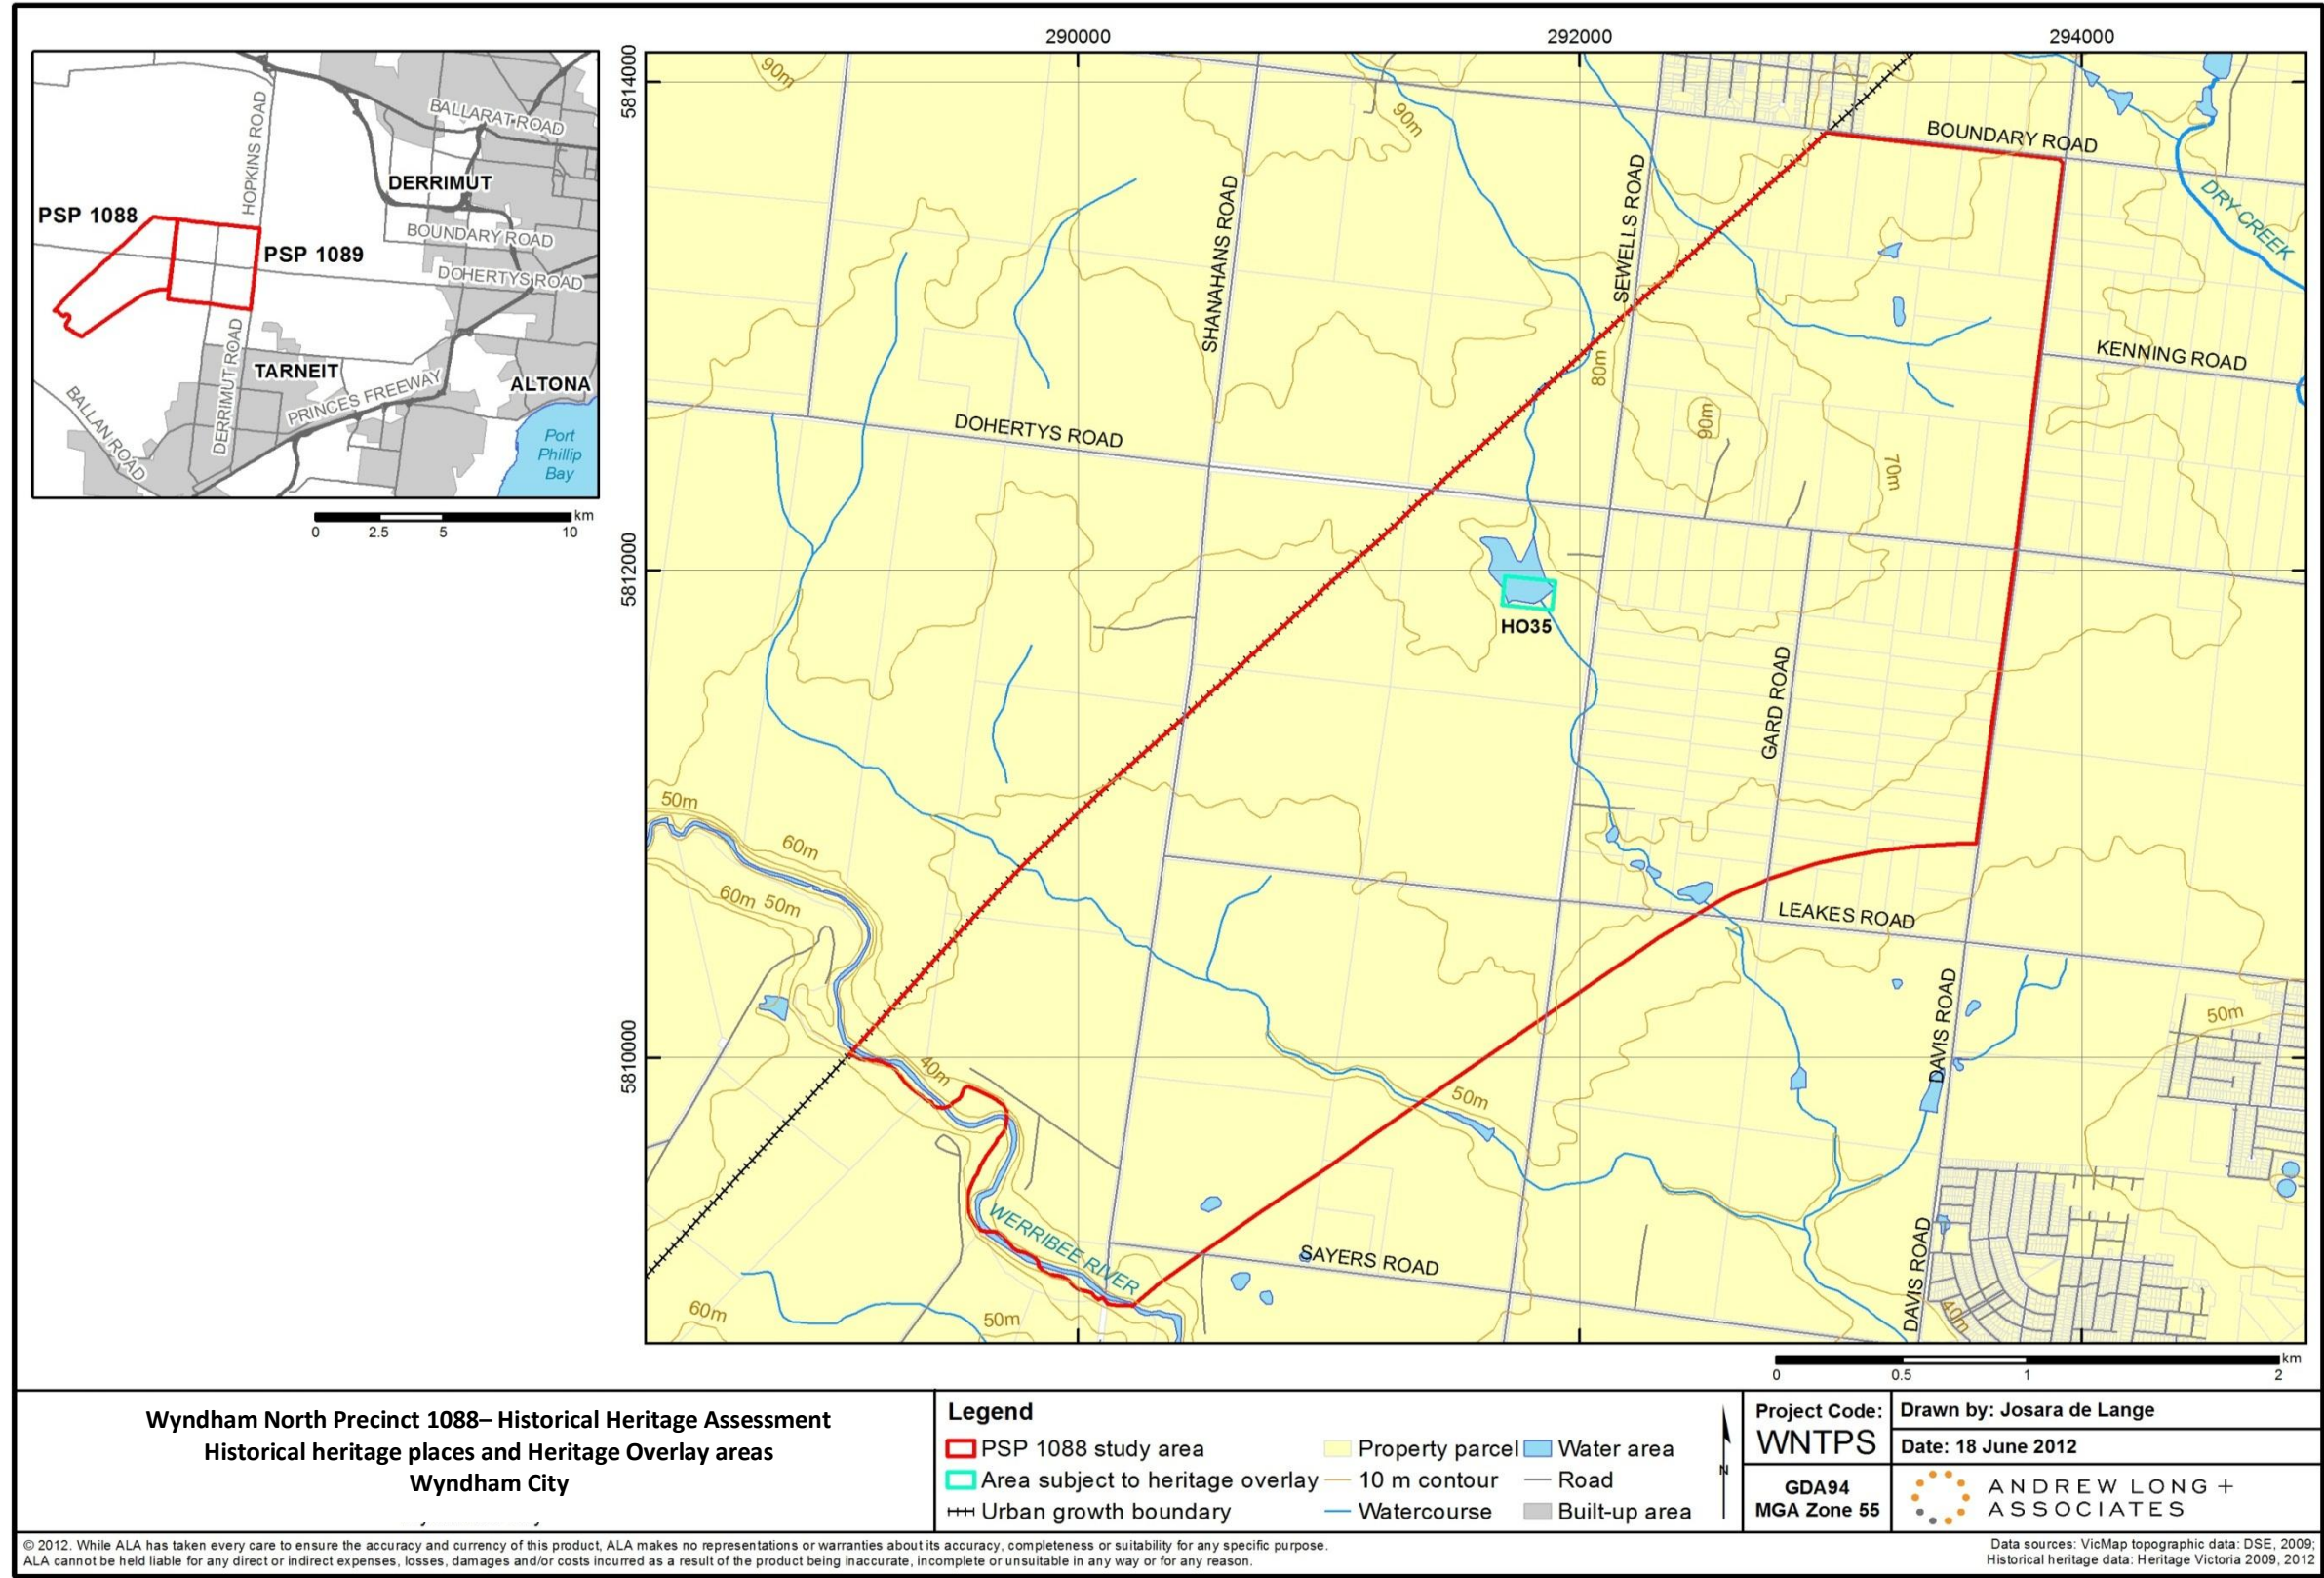 290000
292000
294000
5814000
5812000
5810000
BALLARAT ROAD
HOPKINS ROAD
DERRIMUT
PSP 1088
BOUNDARY ROAD
PSP 1089
DOHERTYS ROAD
DERRIMUT ROAD
TARNEIT
ALTONA
PRINCES FREEWAY
BALLAN ROAD
DERRIMUT ROAD
Port
Phillip
Bay
km
0 2.5 5 10
90m
90m
BOUNDARY ROAD
DRY CREEK
SEWELLS ROAD
SHANAHANS ROAD
KENNING ROAD
80m
90m
DOHERTYS ROAD
70m
HO35
GARD ROAD
50m
60m
60m 50m
LEAKES ROAD
DAVIS ROAD
50m
40m
50m
WERRIBEE RIVER
SAYERS ROAD
DAVIS ROAD
60m
50m
40m
km
0 0.5 1 2
Wyndham North Precinct 1088– Historical Heritage Assessment
Historical heritage places and Heritage Overlay areas
Wyndham City
Legend
PSP 1088 study area
Area subject to heritage overlay
Urban growth boundary
Property parcel
10 m contour
Watercourse
Water area
Road
Built-up area
N
Project Code:
WNTPS
GDA94
MGA Zone 55
Drawn by: Josara de Lange
Date: 18 June 2012
ANDREW LONG +
ASSOCIATES
© 2012. While ALA has taken every care to ensure the accuracy and currency of this product, ALA makes no representations or warranties about its accuracy, completeness or suitability for any specific purpose.
ALA cannot be held liable for any direct or indirect expenses, losses, damages and/or costs incurred as a result of the product being inaccurate, incomplete or unsuitable in any way or for any reason.
Data sources: VicMap topographic data: DSE, 2009;
Historical heritage data: Heritage Victoria 2009, 2012